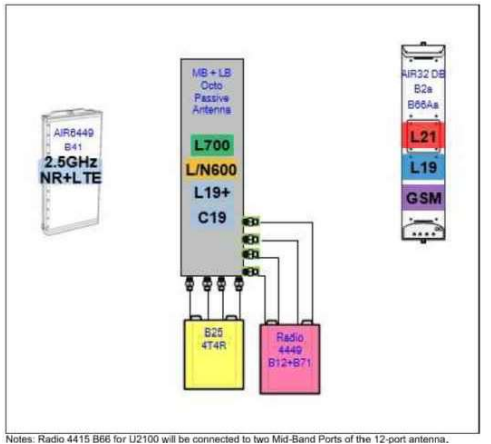 MB + LB
Octo
Passive
Antenna
L700
L/N600
L19+
C19
AIR6449
B41
2.5GHz
NR+LTE
AIR32 DB
B2a
B66Aa
L21
L19
GSM
B25
4T4R
Radio
4449
B12+B71
Notes: Radio 4415 B66 for U2100 will be connected to two Mid-Band Ports of the 12-port antenna.